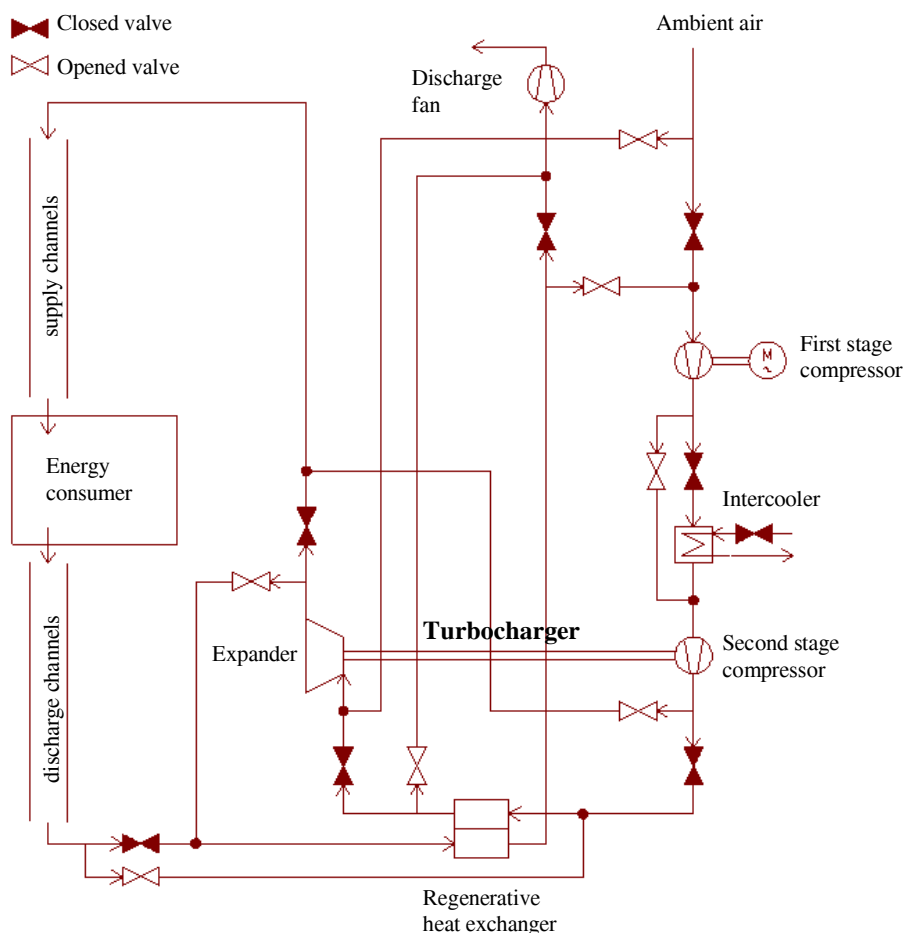 Closed valve
Opened valve
Ambient air
Discharge
fan
supply channels
First stage
compressor
M
~
Energy
consumer
Intercooler
Turbocharger
Expander
Second stage
compressor
discharge channels
Regenerative
heat exchanger